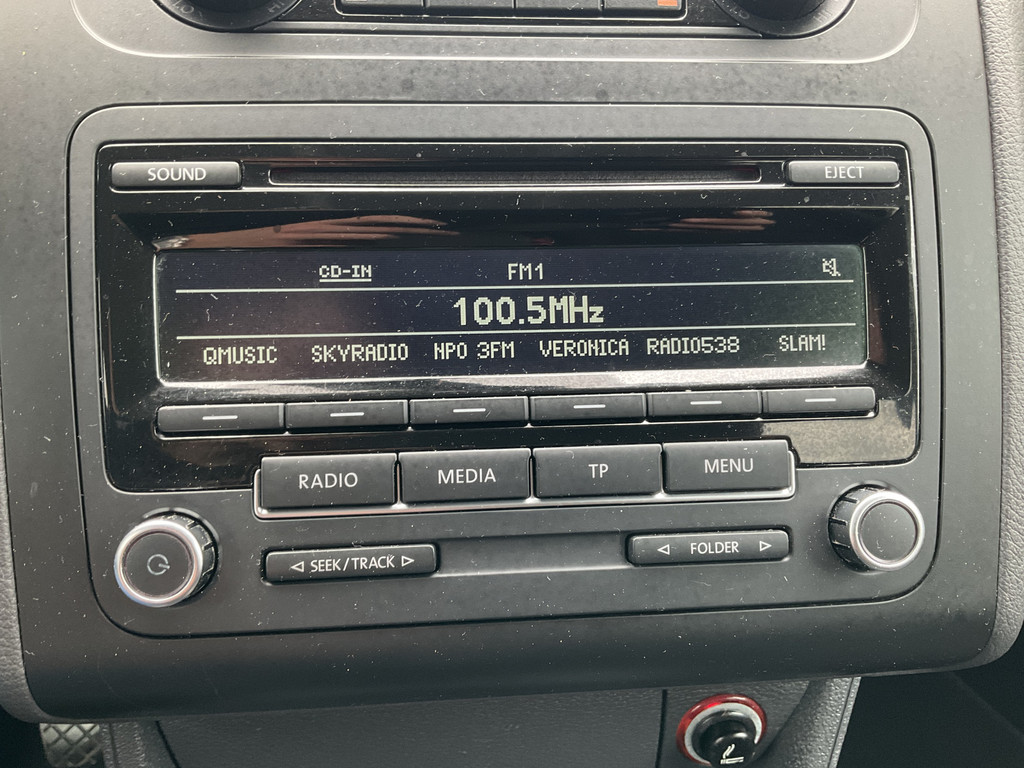 SOUND
EJECT
CD-IN FM1
100.5MHz
QMUSIC SKYRADIO NPO 3FM VERONICA RADIO538 SLAM!
RADIO MEDIA TP MENU
SEEK/TRACK
FOLDER